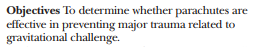 Objectives To determine whether parachutes are
effective in preventing major trauma related to
gravitational challenge.